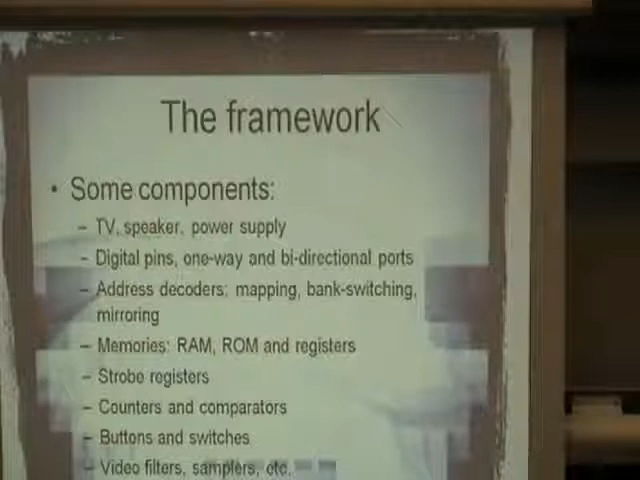 The framework
• Some components:
– TV, speaker, power supply
– Digital pins, one-way and bi-directional ports
– Address decoders: mapping, bank-switching,
mirroring
– Memories: RAM, ROM and registers
– Strobe registers
– Counters and comparators
– Buttons and switches
– Video filters, samplers, etc.